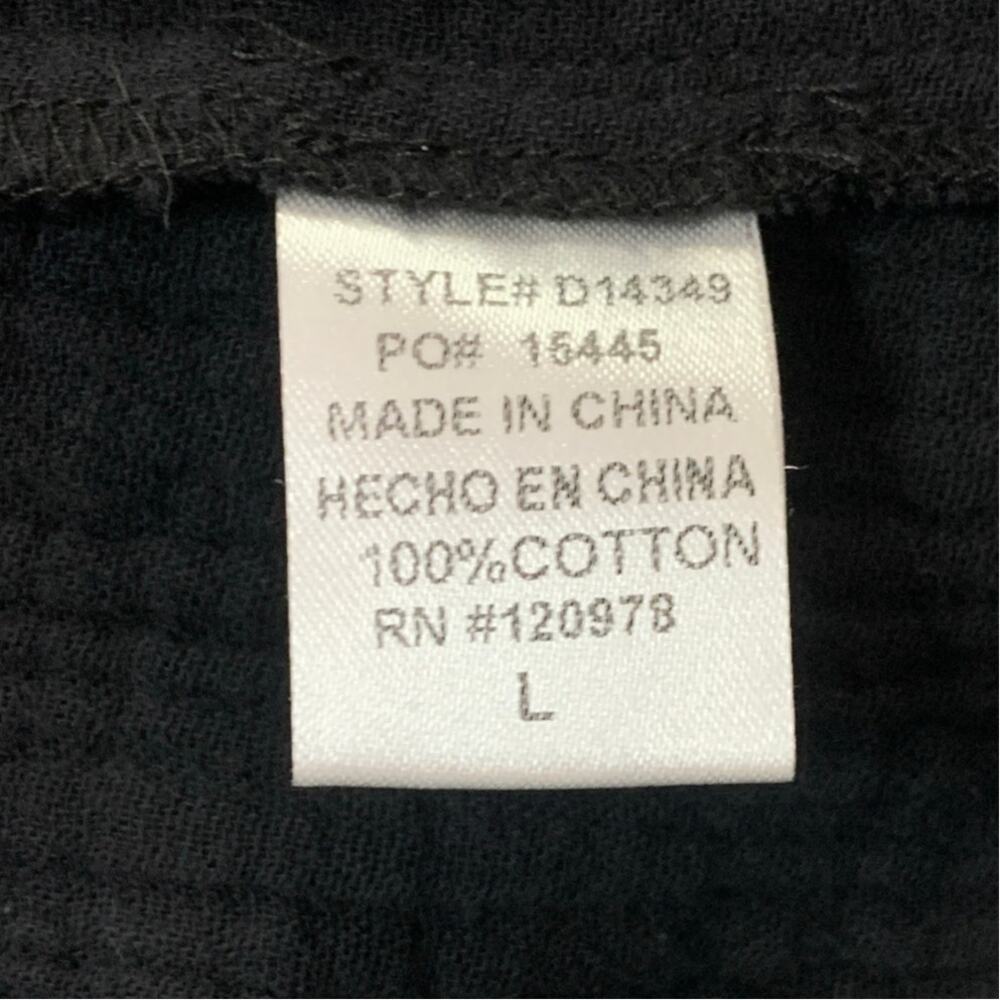 STYLE# D14349
PO# 15445
MADE IN CHINA
HECHO EN CHINA
100%COTTON
RN #120978
L